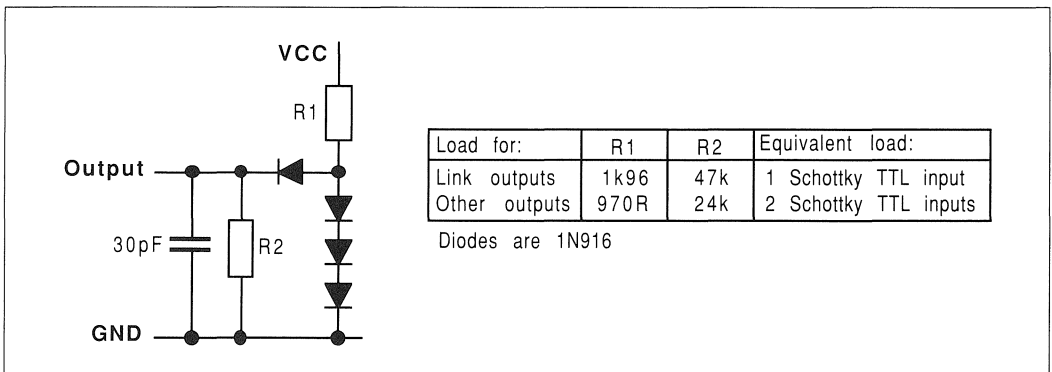 VCC
R1
Output
30pF
R2
GND
Load for: R1 R2 Equivalent load:
Link outputs 1k96 47k 1 Schottky TTL input
Other outputs 970R 24k 2 Schottky TTL inputs
Diodes are 1N916